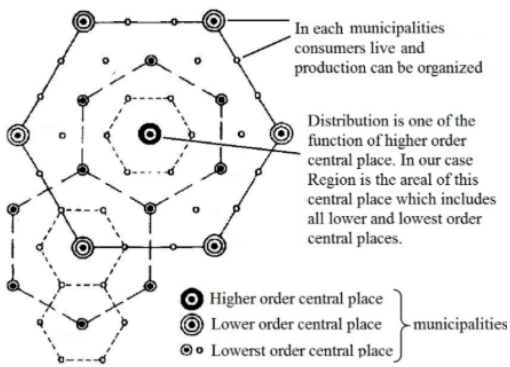 In each municipalities
consumers live and
production can be organized
Distribution is one of the
function of higher order
central place. In our case
Region is the areal of this
central place which includes
all lower and lowest order
central places.
Higher order central place
Lower order central place
Lowerst order central place
municipalities